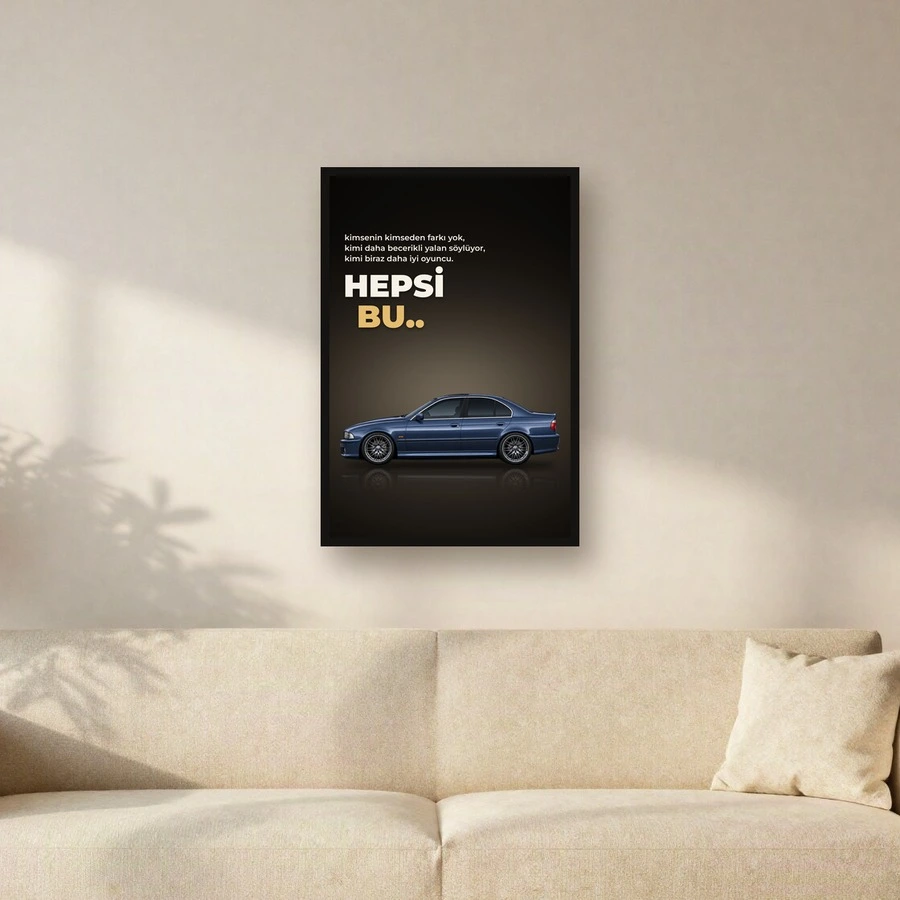 kimsenin kimseden farkı yok,
kimi daha becerikli yalan söylüyor,
kimi biraz daha iyi oyuncu.
HEPSİ
BU..